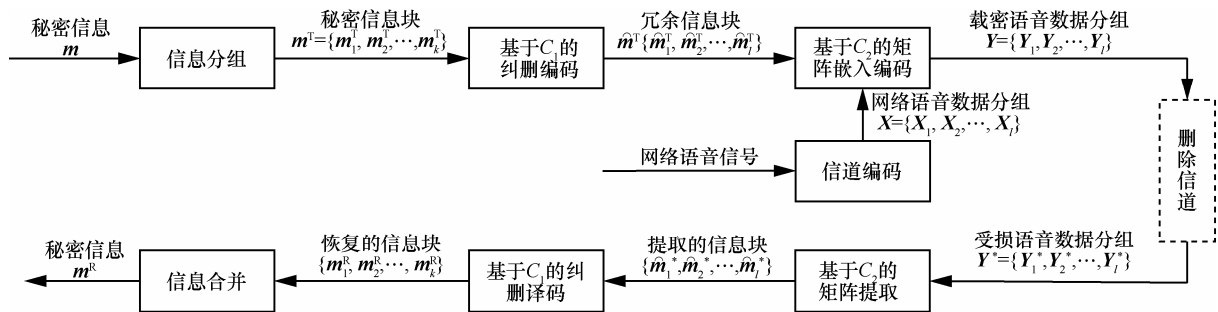 秘密信息
m
信息分组
秘密信息块
m^T={m_1^T, m_2^T,⋯,m_k^T}
基于C_1的
纠删编码
冗余信息块
m̑^T{m̑_1^T, m̑_2^T,⋯,m̑_l^T}
基于C_2的矩
阵嵌入编码
载密语音数据分组
Y={Y_1,Y_2,⋯,Y_l}
网络语音数据分组
X={X_1, X_2,⋯, X_l}
网络语音信号
信道编码
删除信道
受损语音数据分组
Y^*={Y_1^*,Y_2^*,⋯,Y_l^*}
基于C_2的
矩阵提取
提取的信息块
{m̑_1^*,m̑_2^*,⋯,m̑_l^*}
基于C_1的纠
删译码
恢复的信息块
{m_1^R, m_2^R,⋯, m_k^R}
信息合并
秘密信息
m^R